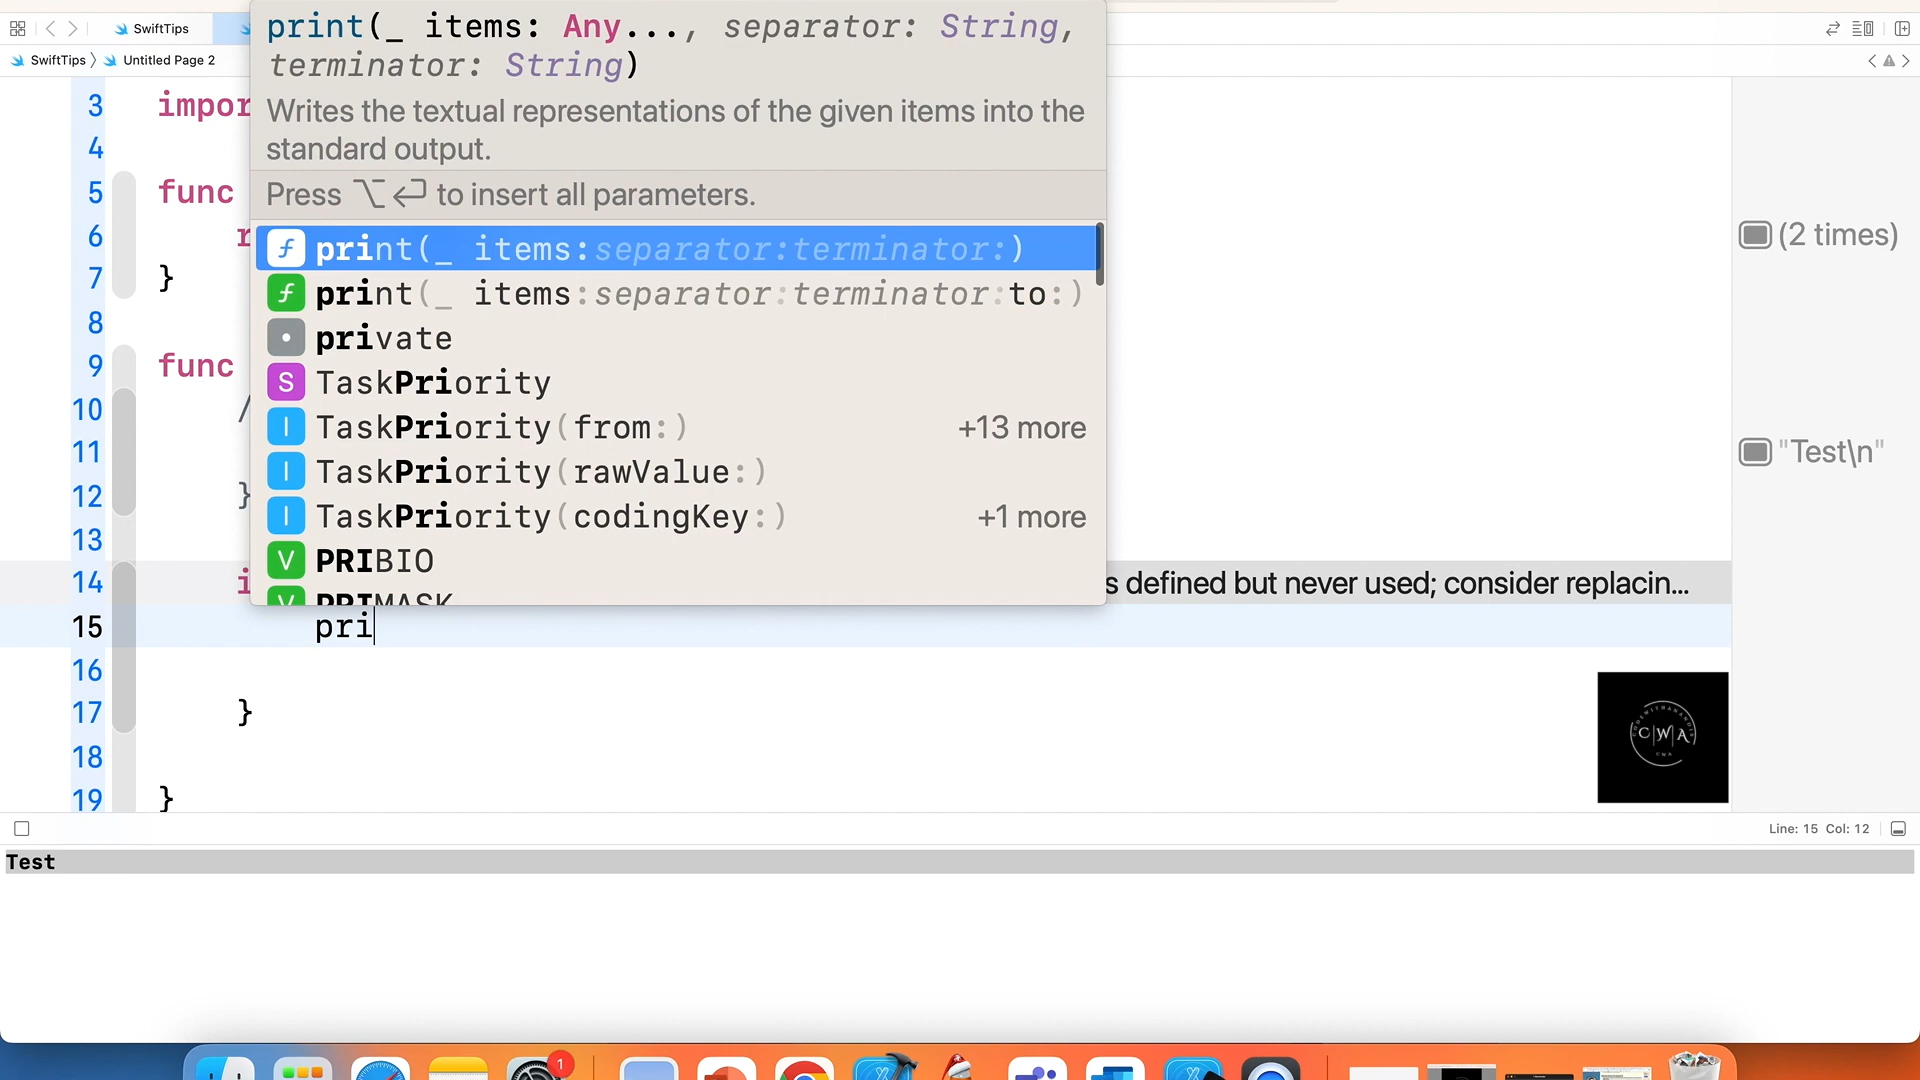 SwiftTips
SwiftTips 〉 Untitled Page 2
print(_ items: Any..., separator: String,
terminator: String)
Writes the textual representations of the given items into the
standard output.
Press ⌥↩ to insert all parameters.
print(_ items:separator:terminator:)
print(_ items:separator:terminator:to:)
private
S TaskPriority
I TaskPriority(from:) +13 more
I TaskPriority(rawValue:)
I TaskPriority(codingKey:) +1 more
V PRIBIO
V PRIMASK
3 impor
4
5 func
6 r
7 }
8
9 func
10 /
11
12 }
13
14 i s defined but never used; consider replacin...
15 pri
16
17 }
18
19 }
(2 times)
"Test\n"
CODEWITHANANDIS
C|W|A
CWA
Line: 15 Col: 12
Test
1